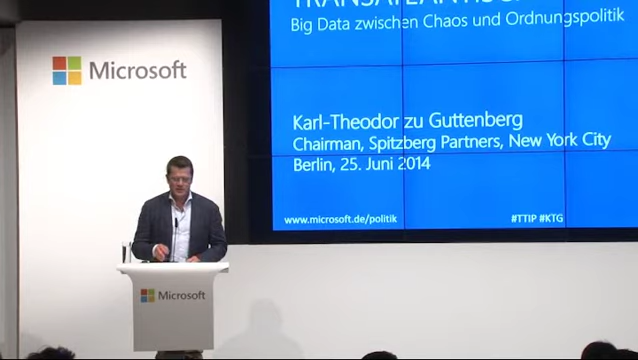 Microsoft
Big Data zwischen Chaos und Ordnungspolitik
Karl-Theodor zu Guttenberg
Chairman, Spitzberg Partners, New York City
Berlin, 25. Juni 2014
www.microsoft.de/politik
#TTIP #KTG
Microsoft